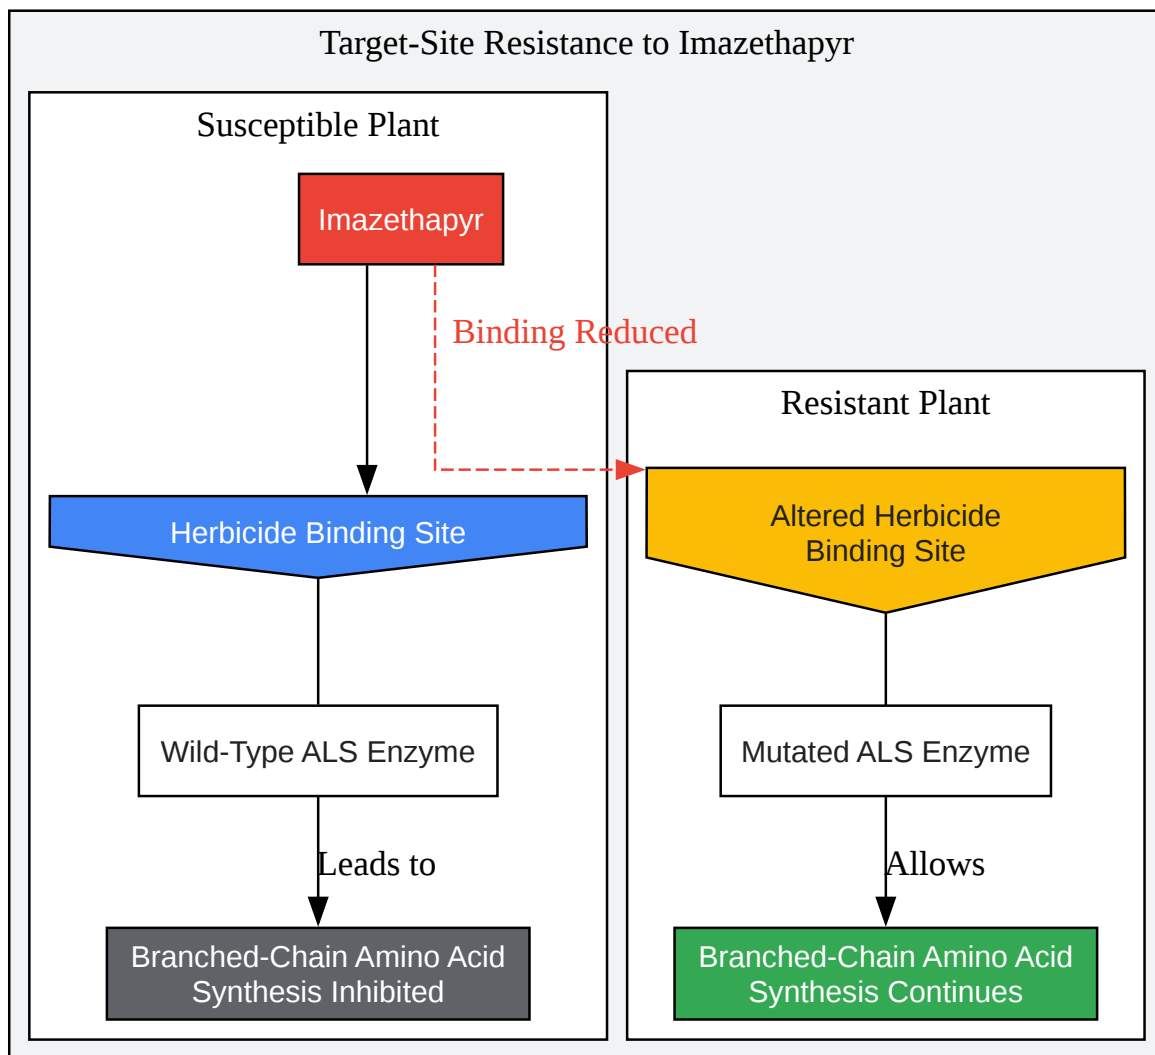 Target-Site Resistance to Imazethapyr
Susceptible Plant
Imazethapyr
Binding Reduced
Herbicide Binding Site
Wild-Type ALS Enzyme
Leads to
Branched-Chain Amino Acid
Synthesis Inhibited
Resistant Plant
Altered Herbicide
Binding Site
Mutated ALS Enzyme
Allows
Branched-Chain Amino Acid
Synthesis Continues